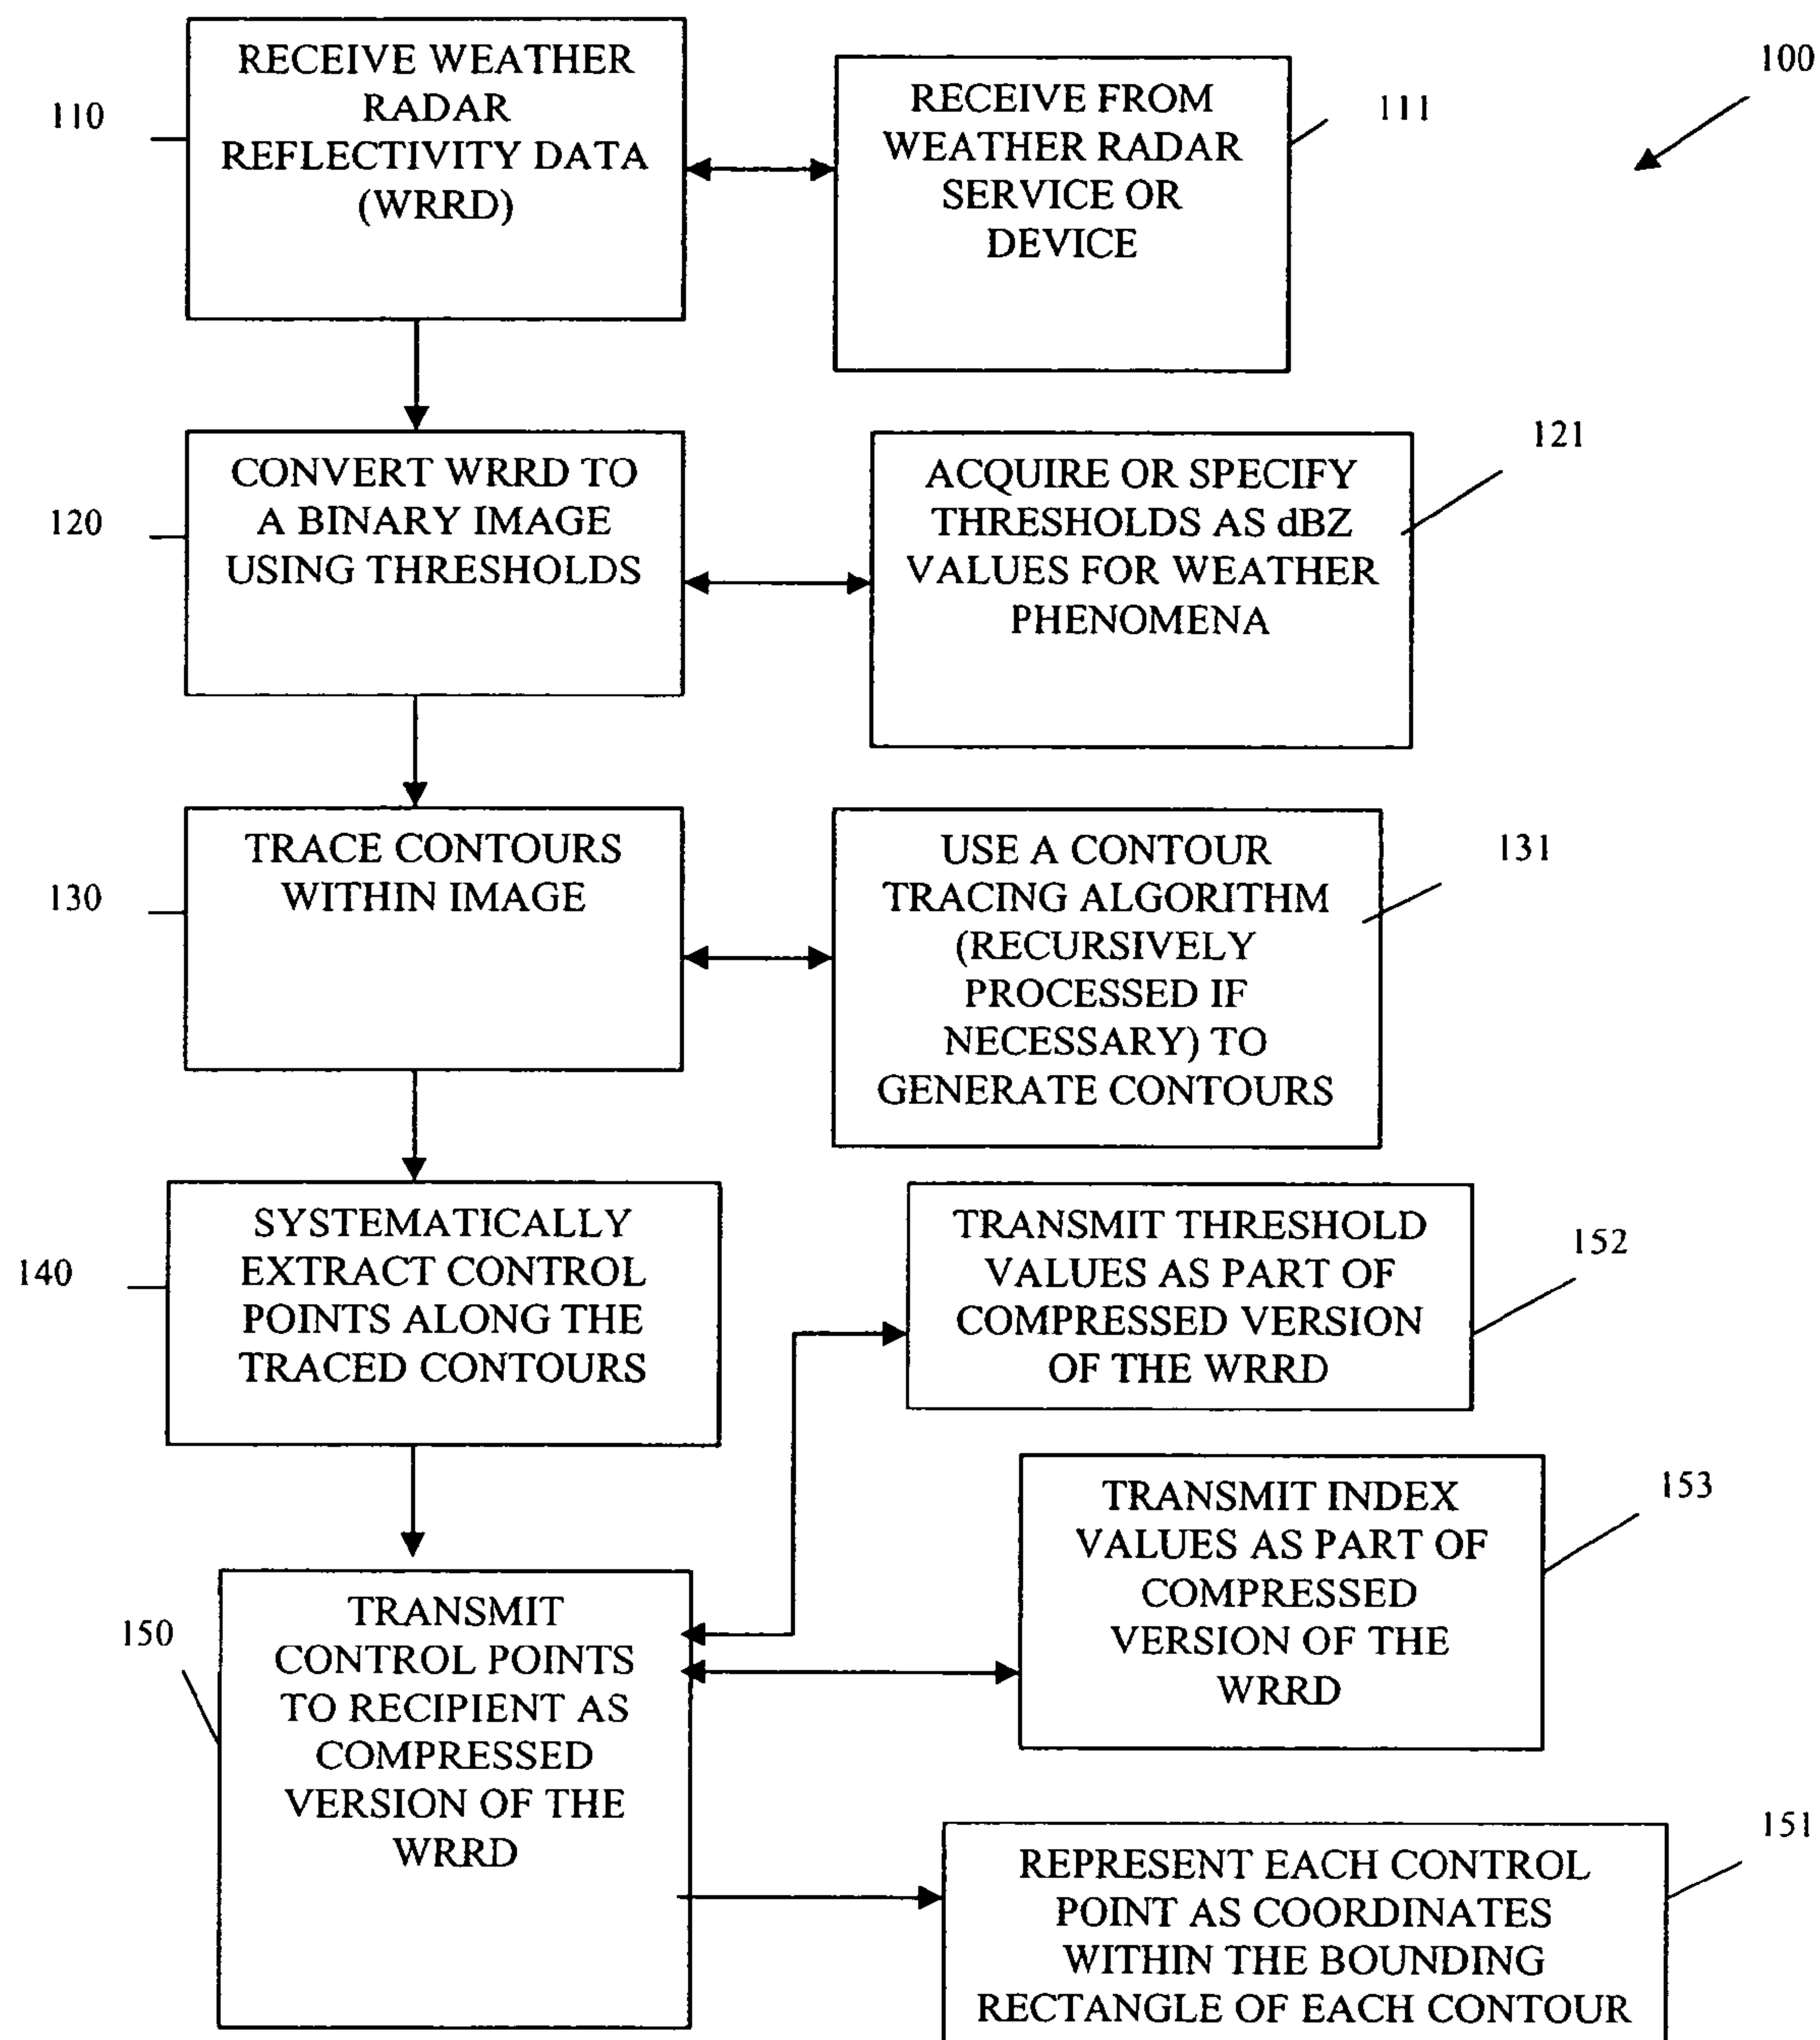 100
110
RECEIVE WEATHER
RADAR
REFLECTIVITY DATA
(WRRD)
RECEIVE FROM
WEATHER RADAR
SERVICE OR
DEVICE
111
120
CONVERT WRRD TO
A BINARY IMAGE
USING THRESHOLDS
ACQUIRE OR SPECIFY
THRESHOLDS AS dBZ
VALUES FOR WEATHER
PHENOMENA
121
130
TRACE CONTOURS
WITHIN IMAGE
USE A CONTOUR
TRACING ALGORITHM
(RECURSIVELY
PROCESSED IF
NECESSARY) TO
GENERATE CONTOURS
131
140
SYSTEMATICALLY
EXTRACT CONTROL
POINTS ALONG THE
TRACED CONTOURS
TRANSMIT THRESHOLD
VALUES AS PART OF
COMPRESSED VERSION
OF THE WRRD
152
TRANSMIT INDEX
VALUES AS PART OF
COMPRESSED
VERSION OF THE
WRRD
153
150
TRANSMIT
CONTROL POINTS
TO RECIPIENT AS
COMPRESSED
VERSION OF THE
WRRD
REPRESENT EACH CONTROL
POINT AS COORDINATES
WITHIN THE BOUNDING
RECTANGLE OF EACH CONTOUR
151